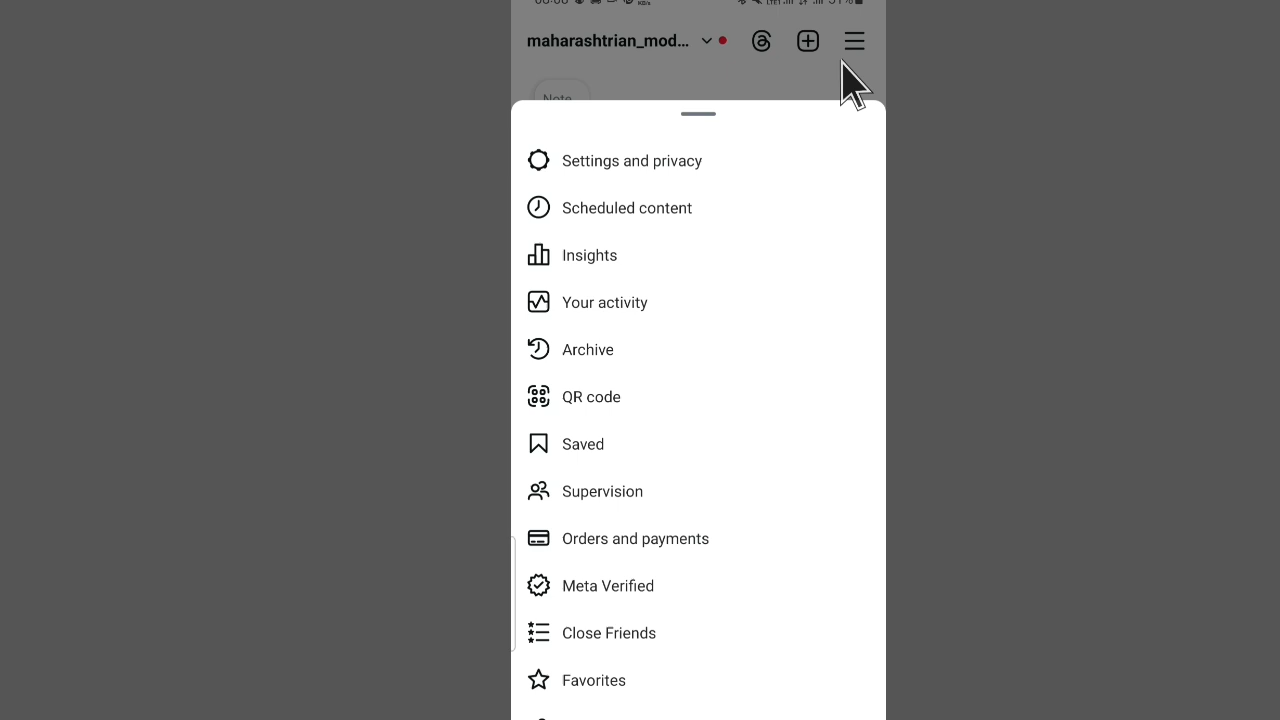 maharashtrian_mod...
Note
Settings and privacy
Scheduled content
Insights
Your activity
Archive
QR code
Saved
Supervision
Orders and payments
Meta Verified
Close Friends
Favorites